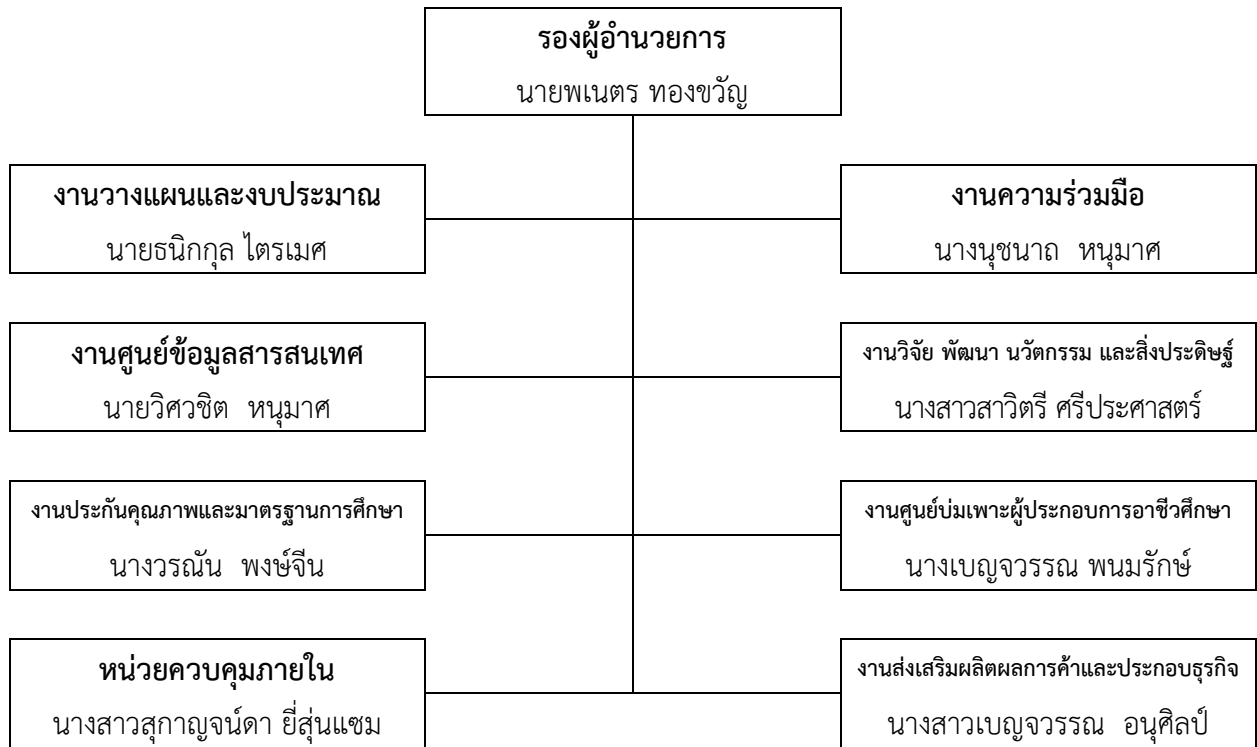 รองผู้อำนวยการ
นายพเนตร ทองขวัญ
งานวางแผนและงบประมาณ
นายธนิกกุล ไตรเมศ
งานความร่วมมือ
นางนุชนาถ  หนุมาศ
งานศูนย์ข้อมูลสารสนเทศ
นายวิศวชิต  หนุมาศ
งานวิจัย พัฒนา นวัตกรรม และสิ่งประดิษฐ์
นางสาวสาวิตรี ศรีประศาสตร์
งานประกันคุณภาพและมาตรฐานการศึกษา
นางวรณัน  พงษ์จีน
งานศูนย์บ่มเพาะผู้ประกอบการอาชีวศึกษา
นางเบญจวรรณ พนมรักษ์
หน่วยควบคุมภายใน
นางสาวสุกาญจน์ดา ยี่สุ่นแซม
งานส่งเสริมผลิตผลการค้าและประกอบธุรกิจ
นางสาวเบญจวรรณ  อนุศิลป์